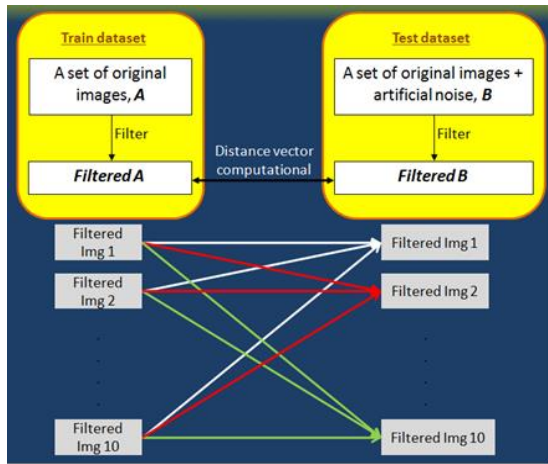 Train dataset
A set of original
images, A
Filter
Filtered A
Test dataset
A set of original images +
artificial noise, B
Filter
Filtered B
Distance vector
computational
Filtered
Img 1
Filtered Img 1
Filtered
Img 2
Filtered Img 2
Filtered
Img 10
Filtered Img 10